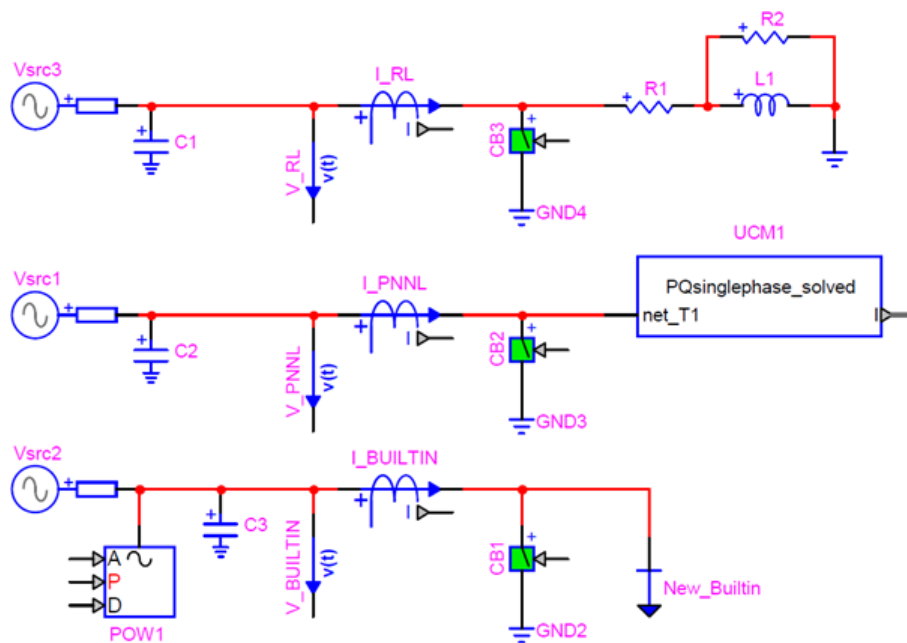 Vsrc3
+
C1
+
V_RL
v(t)
I_RL
+
I
CB3
+
GND4
R1
+
R2
+
L1
+
Vsrc1
+
C2
+
V_PNNL
v(t)
I_PNNL
+
I
CB2
+
GND3
UCM1
PQsinglephase_solved
net_T1
I
Vsrc2
+
C3
+
V_BUILTIN
v(t)
I_BUILTIN
+
I
CB1
+
GND2
New_Builtin
A
P
D
POW1